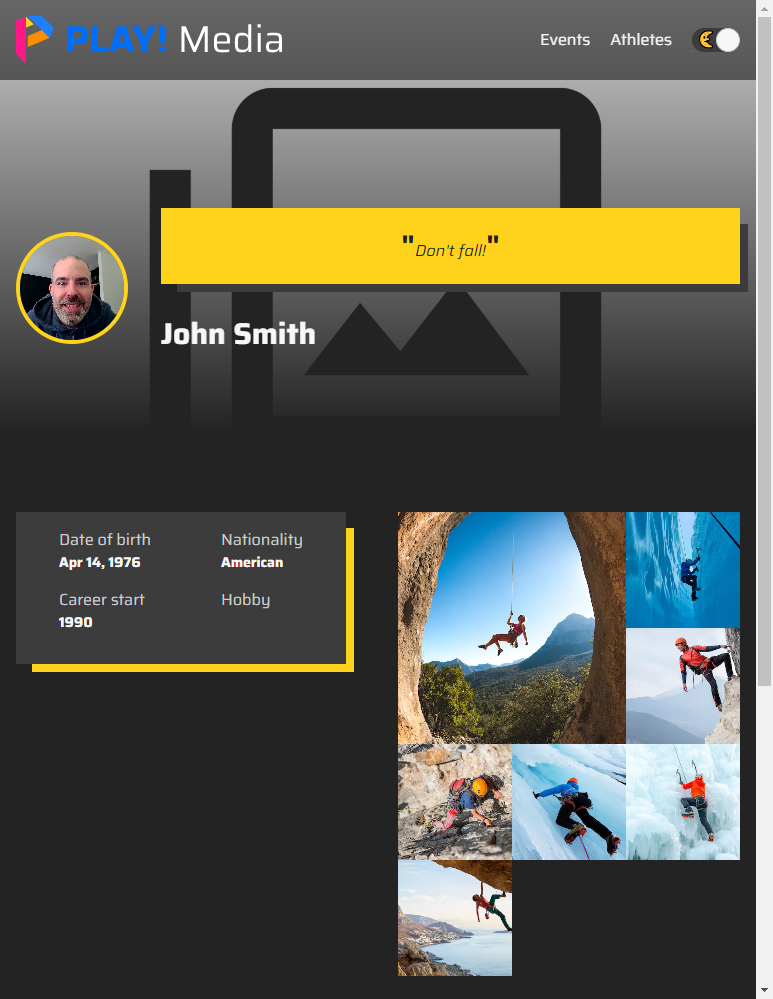 PLAY! Media
Events Athletes
"Don't fall!"
John Smith
Date of birth
Apr 14, 1976
Nationality
American
Career start
1990
Hobby